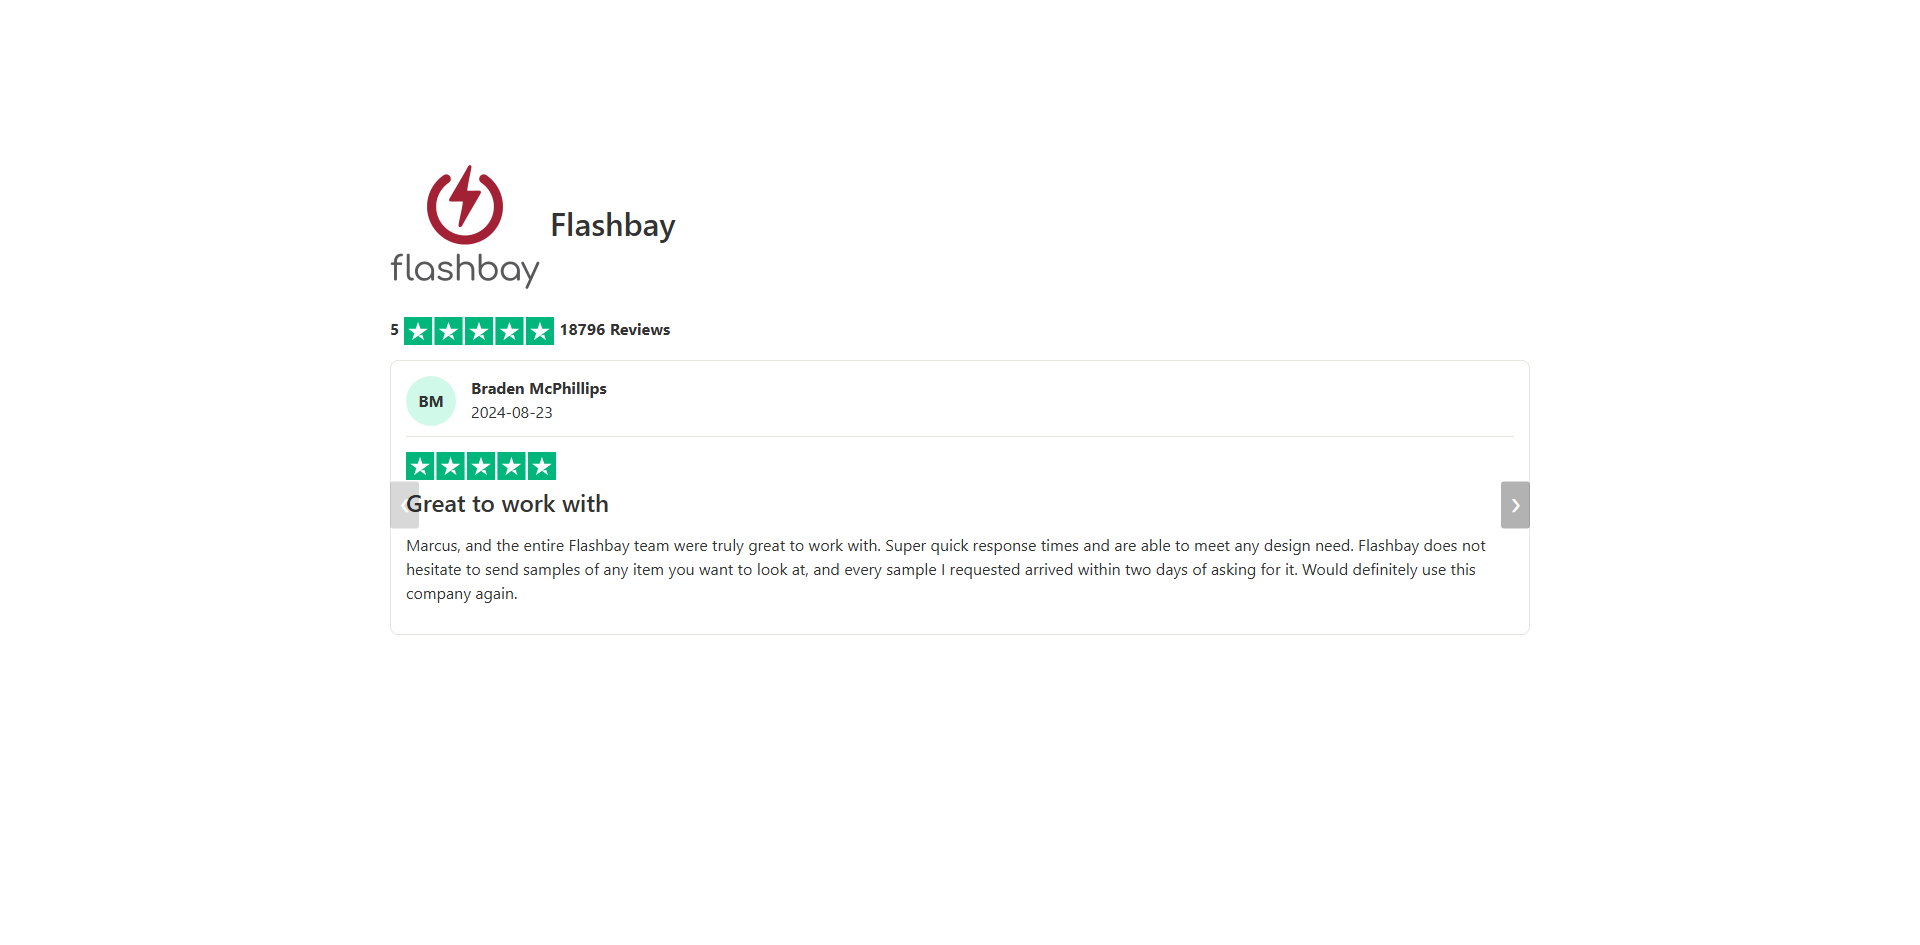 flashbay
Flashbay
5
18796 Reviews
BM
Braden McPhillips
2024-08-23
Great to work with
Marcus, and the entire Flashbay team were truly great to work with. Super quick response times and are able to meet any design need. Flashbay does not
hesitate to send samples of any item you want to look at, and every sample I requested arrived within two days of asking for it. Would definitely use this
company again.